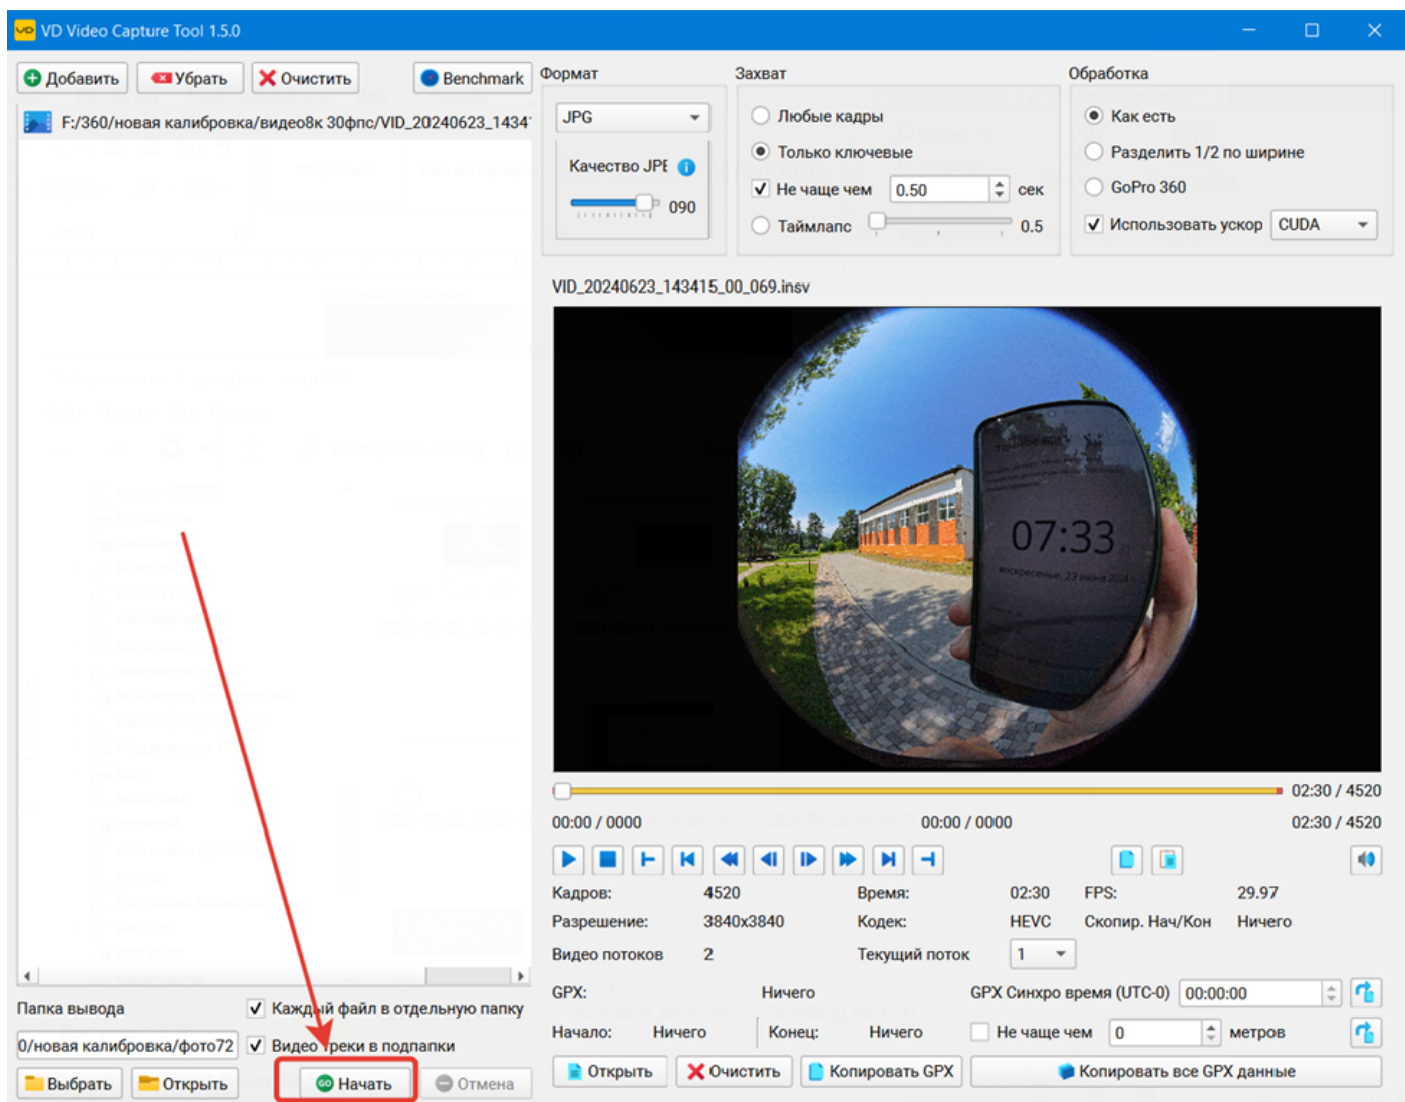 VD Video Capture Tool 1.5.0
Добавить Убрать Очистить Benchmark
F:/360/новая калибровка/видео8к 30фпс/VID_20240623_1434
Формат
JPG
Качество JPE
090
Захват
Любые кадры
Только ключевые
Не чаще чем 0.50 сек
Таймлапс 0.5
Обработка
Как есть
Разделить 1/2 по ширине
GoPro 360
Использовать ускор CUDA
VID_20240623_143415_00_069.insv
07:33
воскресенье, 23 июня 2024
02:30 / 4520
00:00 / 0000 00:00 / 0000 02:30 / 4520
Кадров: 4520 Время: 02:30 FPS: 29.97
Разрешение: 3840x3840 Кодек: HEVC Скопир. Нач/Кон Ничего
Видео потоков 2 Текущий поток 1
GPX: Ничего GPX Синхро время (UTC-0) 00:00:00
Начало: Ничего Конец: Ничего Не чаще чем 0 метров
Открыть Очистить Копировать GPX Копировать все GPX данные
Папка вывода Каждый файл в отдельную папку
0/новая калибровка/фото72 Видео треки в подпапки
Выбрать Открыть GO Начать Отмена